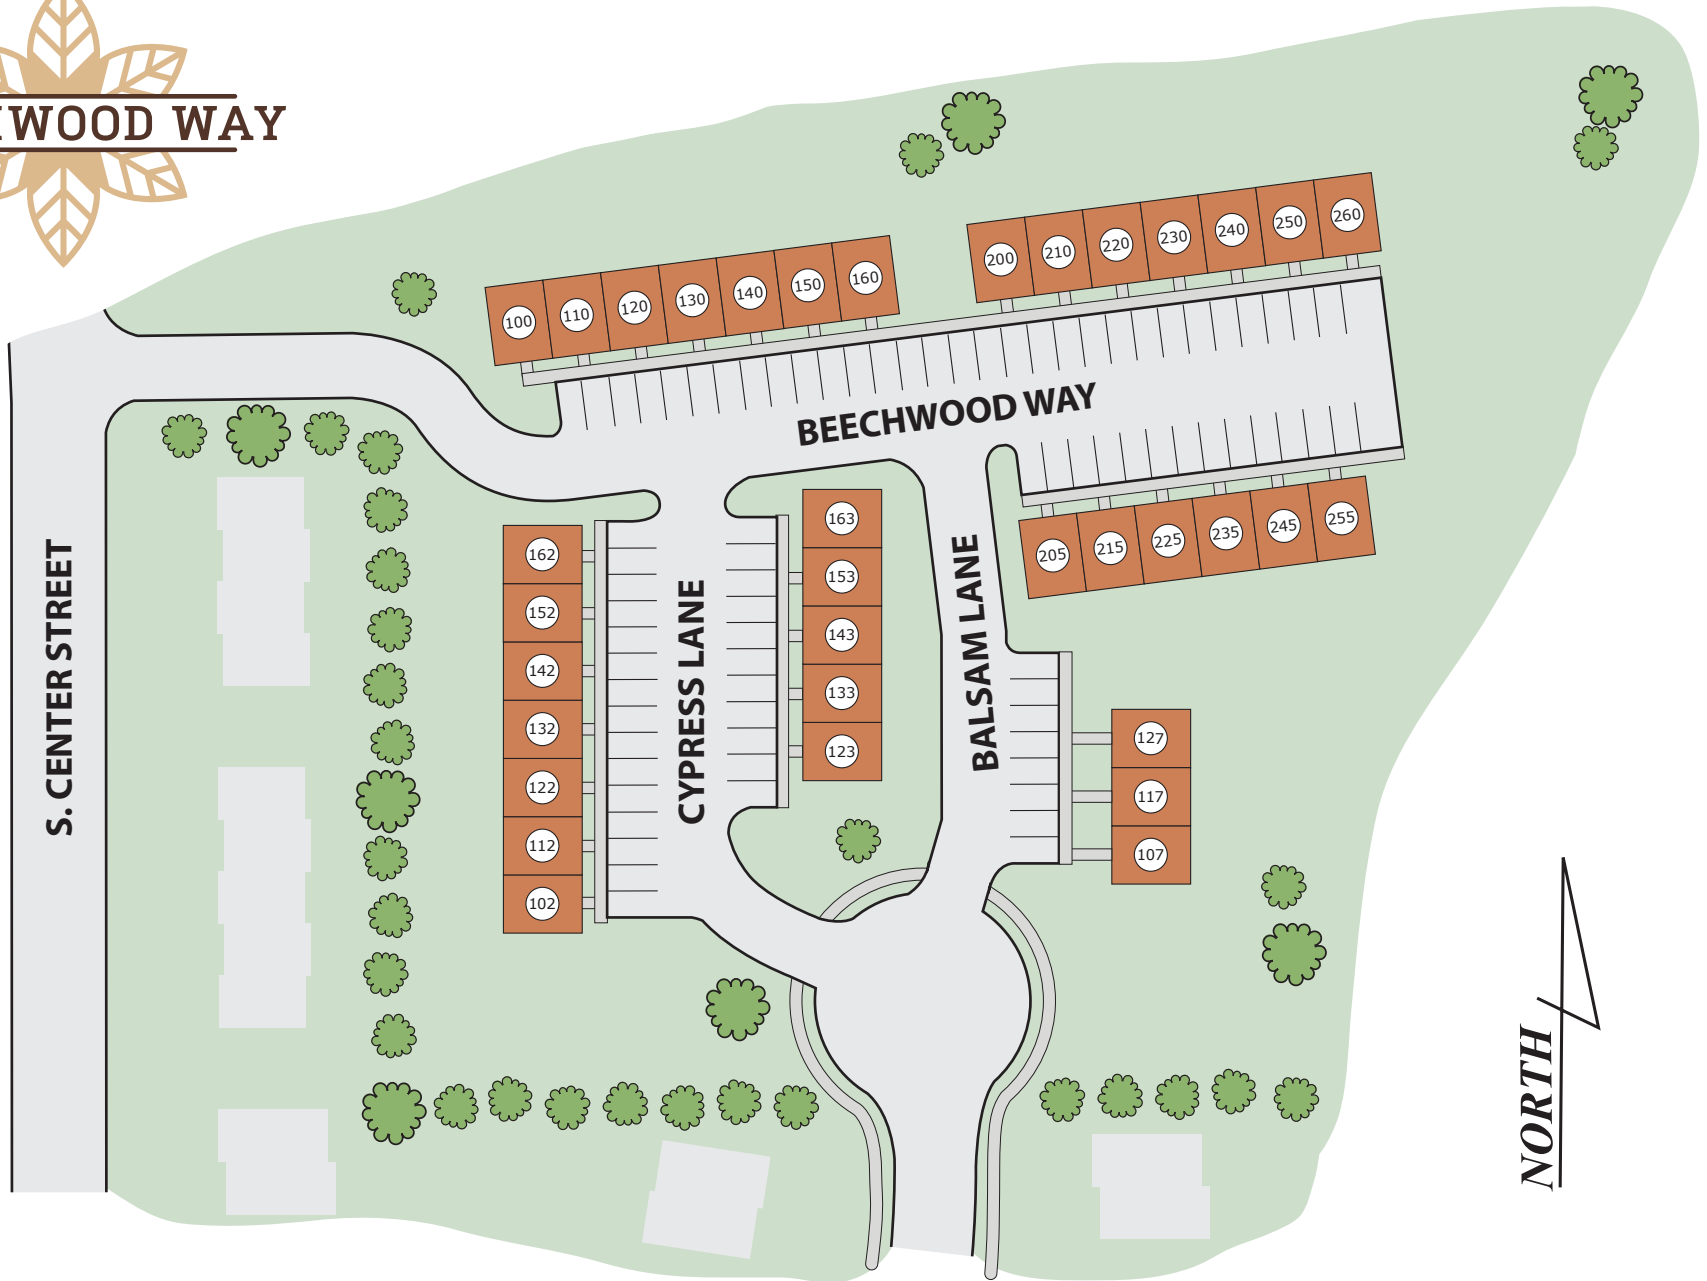 WOOD WAY
200 210 220 230 240 250 260
100 110 120 130 140 150 160
BEECHWOOD WAY
205 215 225 235 245 255
S. CENTER STREET
162
152
142
132
122
112
102
CYPRESS LANE
163
153
143
133
123
BALSAM LANE
127
117
107
NORTH